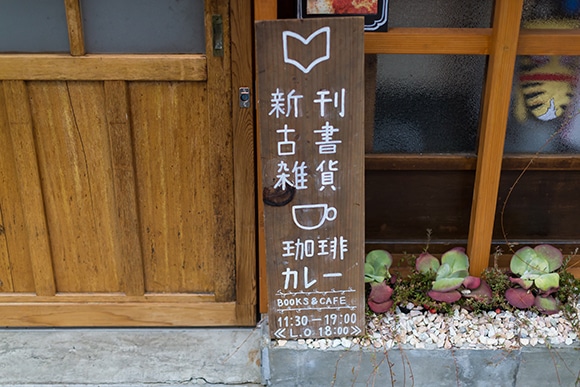 新刊
古書
雑貨
珈琲
カレー
BOOKS & CAFE
11:30-19:00
≪L.O. 18:00≫